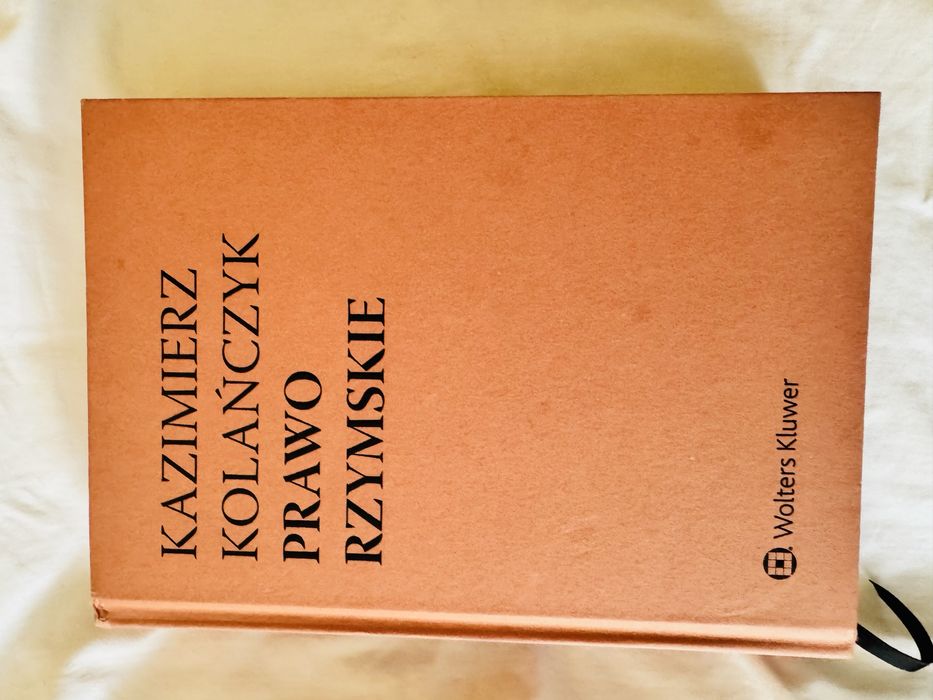 KAZIMIERZ
KOLAŃCZYK
PRAWO
RZYMSKIE
Wolters Kluwer